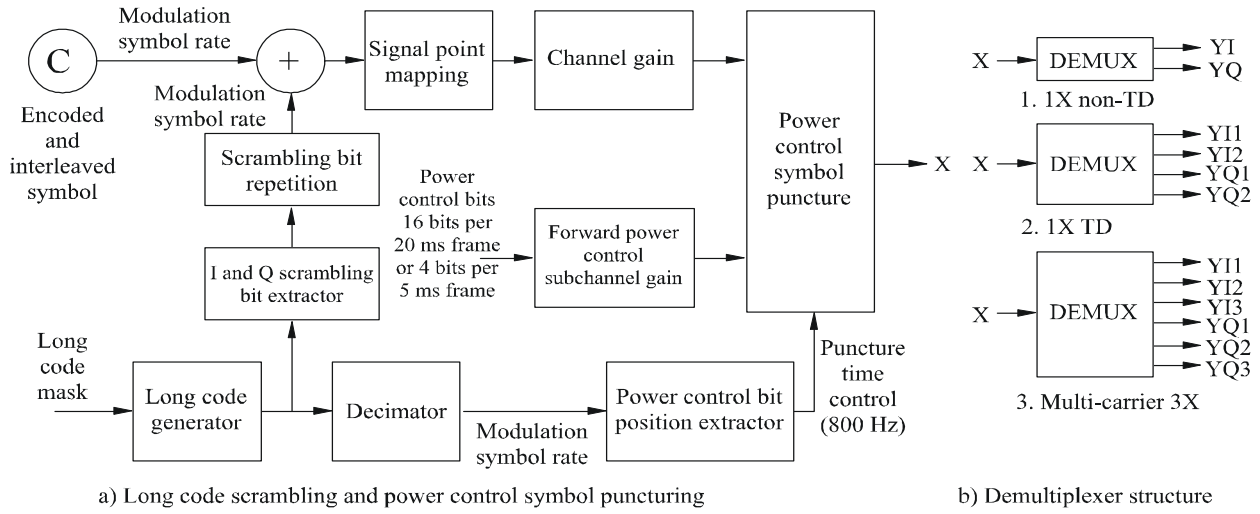 C
Encoded
and
interleaved
symbol
Modulation
symbol rate
+
Modulation
symbol rate
Signal point
mapping
Channel gain
Scrambling bit
repetition
I and Q scrambling
bit extractor
Power
control bits
16 bits per
20 ms frame
or 4 bits per
5 ms frame
Forward power
control
subchannel gain
Power
control
symbol
puncture
X
Long
code
mask
Long code
generator
Decimator
Modulation
symbol rate
Power control bit
position extractor
Puncture
time
control
(800 Hz)
a) Long code scrambling and power control symbol puncturing
X
DEMUX
YI
YQ
1. 1X non-TD
X
DEMUX
YI1
YI2
YQ1
YQ2
2. 1X TD
X
DEMUX
YI1
YI2
YI3
YQ1
YQ2
YQ3
3. Multi-carrier 3X
b) Demultiplexer structure